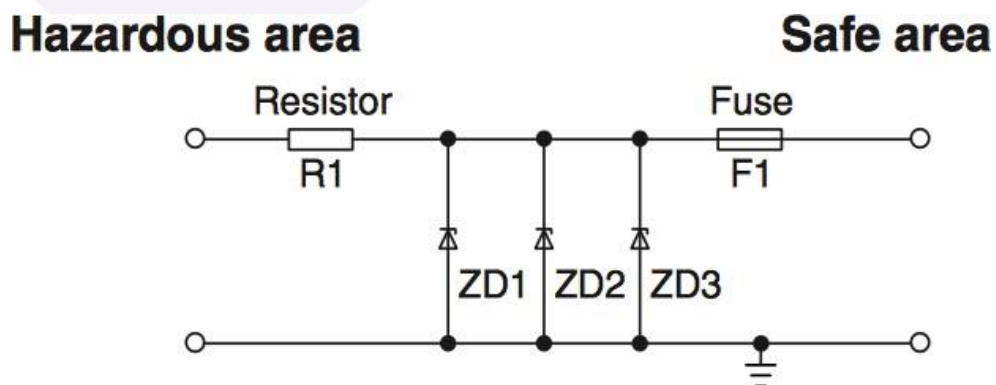 Hazardous area
Safe area
Resistor
Fuse
R1
F1
ZD1
ZD2
ZD3